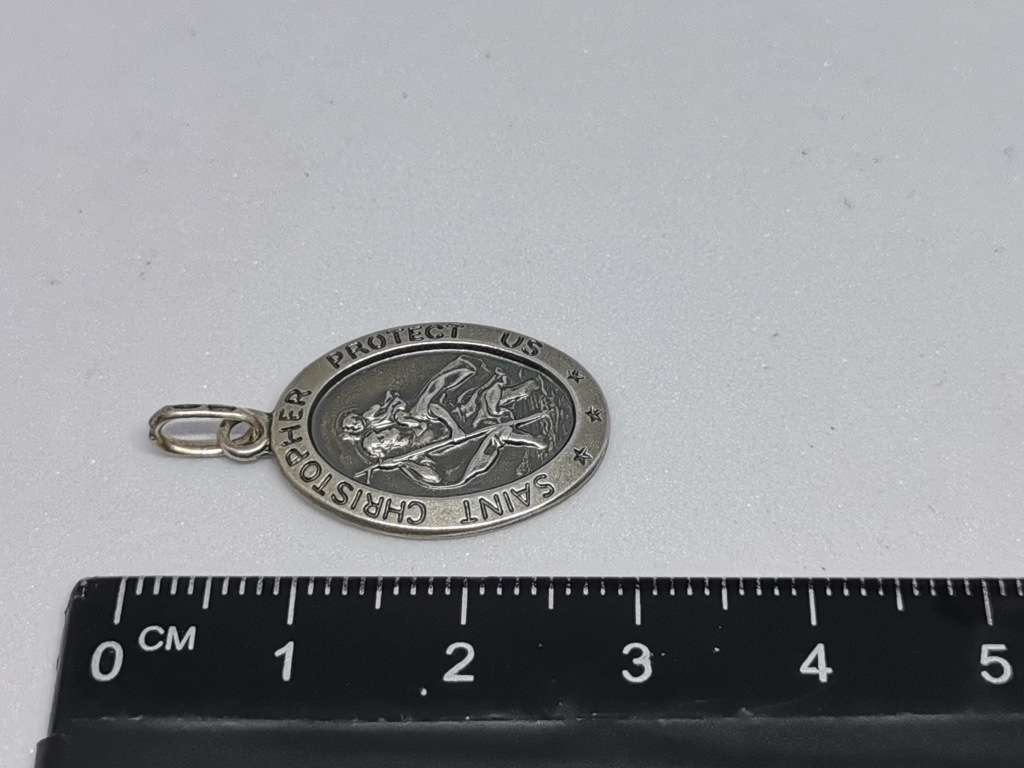 SAINT CHRISTOPHER PROTECT US
CM
0 1 2 3 4 5